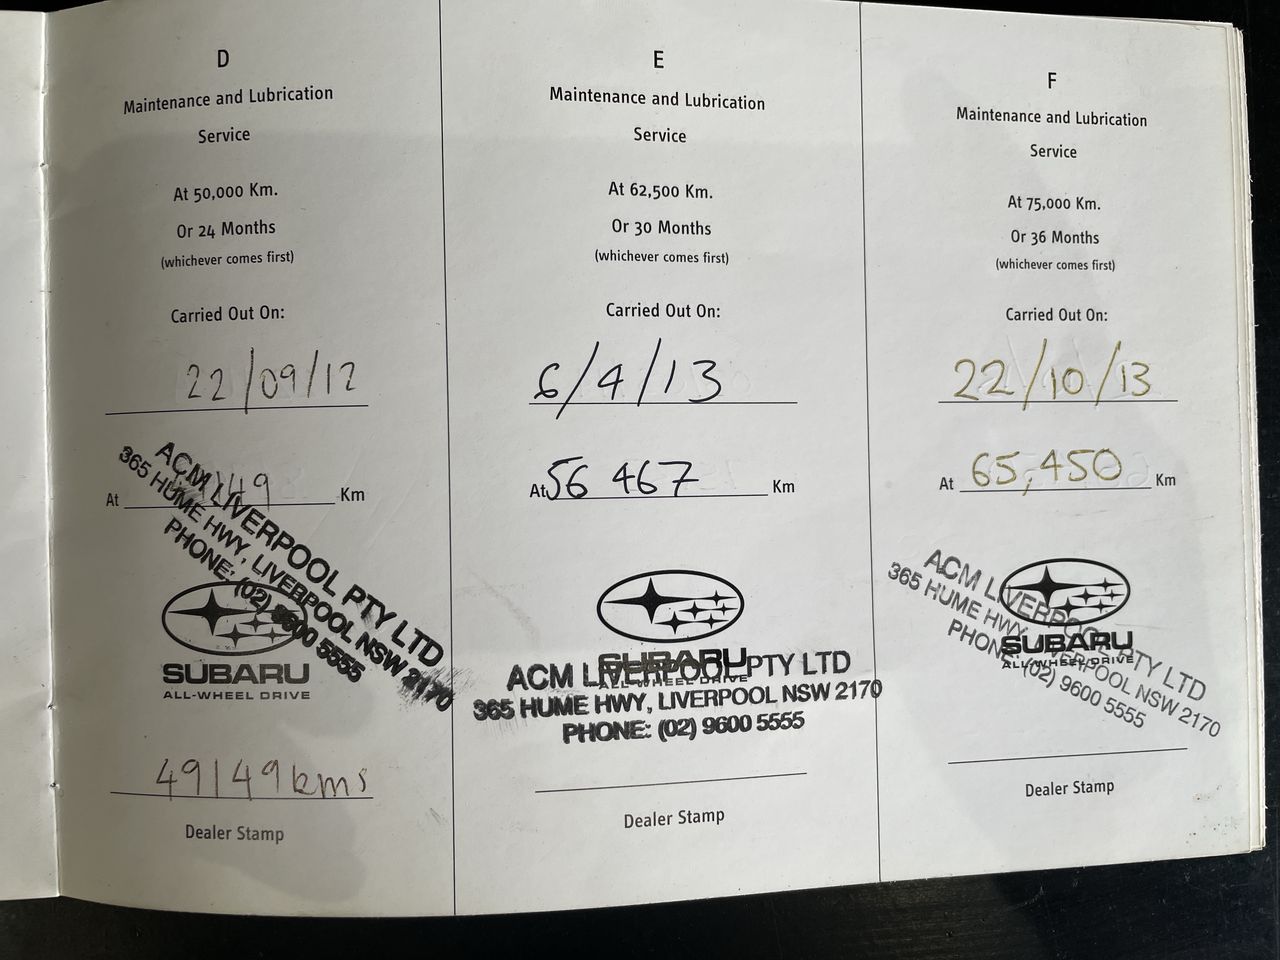 D
Maintenance and Lubrication
Service
At 50,000 Km.
Or 24 Months
(whichever comes first)
Carried Out On:
22/09/12
At 149 Km
ACM LIVERPOOL PTY LTD
365 HUME HWY, LIVERPOOL NSW 2170
PHONE: (02) 9600 5555
SUBARU
ALL-WHEEL DRIVE
49149kms
Dealer Stamp
E
Maintenance and Lubrication
Service
At 62,500 Km.
Or 30 Months
(whichever comes first)
Carried Out On:
6/4/13
At 56 467 Km
SUBARU
ALL-WHEEL DRIVE
ACM LIVERPOOL PTY LTD
365 HUME HWY, LIVERPOOL NSW 2170
PHONE: (02) 9600 5555
Dealer Stamp
F
Maintenance and Lubrication
Service
At 75,000 Km.
Or 36 Months
(whichever comes first)
Carried Out On:
22/10/13
At 65,450 Km
ACM LIVERPOOL PTY LTD
365 HUME HWY, LIVERPOOL NSW 2170
PHONE: (02) 9600 5555
SUBARU
ALL-WHEEL DRIVE
Dealer Stamp